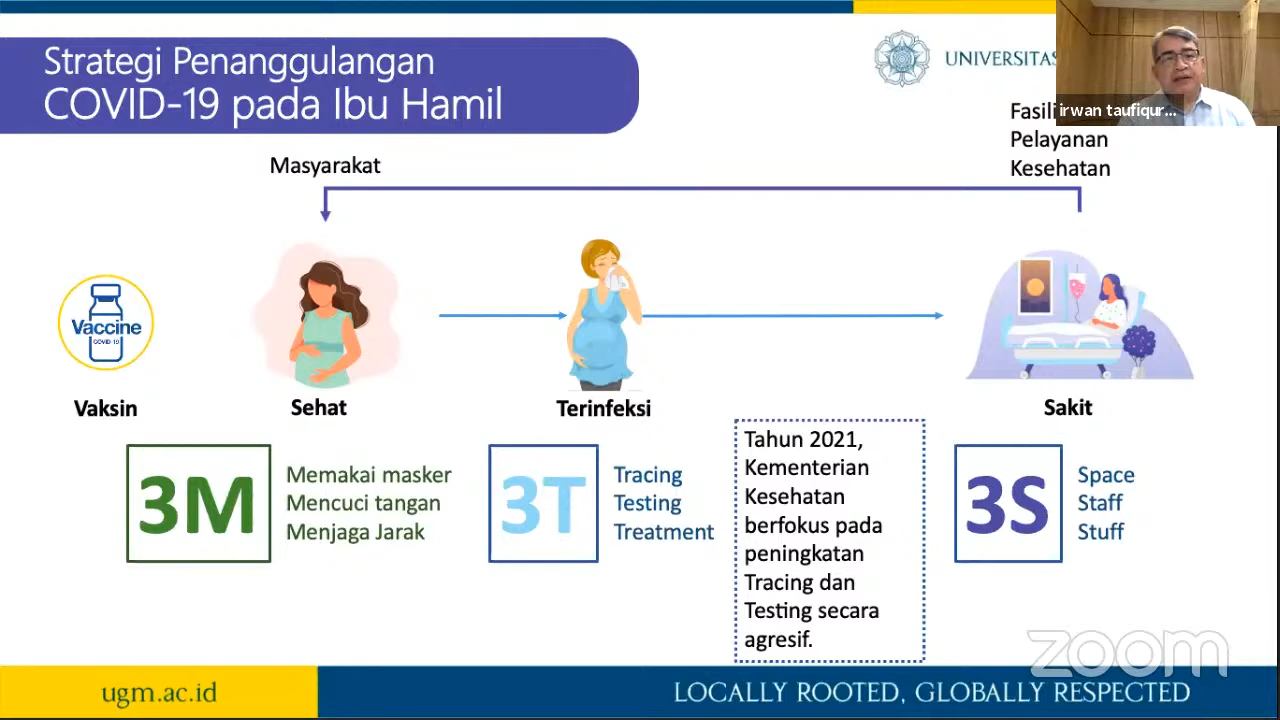 Strategi Penanggulangan
COVID-19 pada Ibu Hamil
UNIVERSITAS
irwan taufiqur...
Pelayanan
Kesehatan
Masyarakat
Vaccine
COVID 19
Vaksin
Sehat
Terinfeksi
Sakit
3M
Memakai masker
Mencuci tangan
Menjaga Jarak
3T
Tracing
Testing
Treatment
Tahun 2021,
Kementerian
Kesehatan
berfokus pada
peningkatan
Tracing dan
Testing secara
agresif.
3S
Space
Staff
Stuff
zoom
ugm.ac.id
LOCALLY ROOTED, GLOBALLY RESPECTED